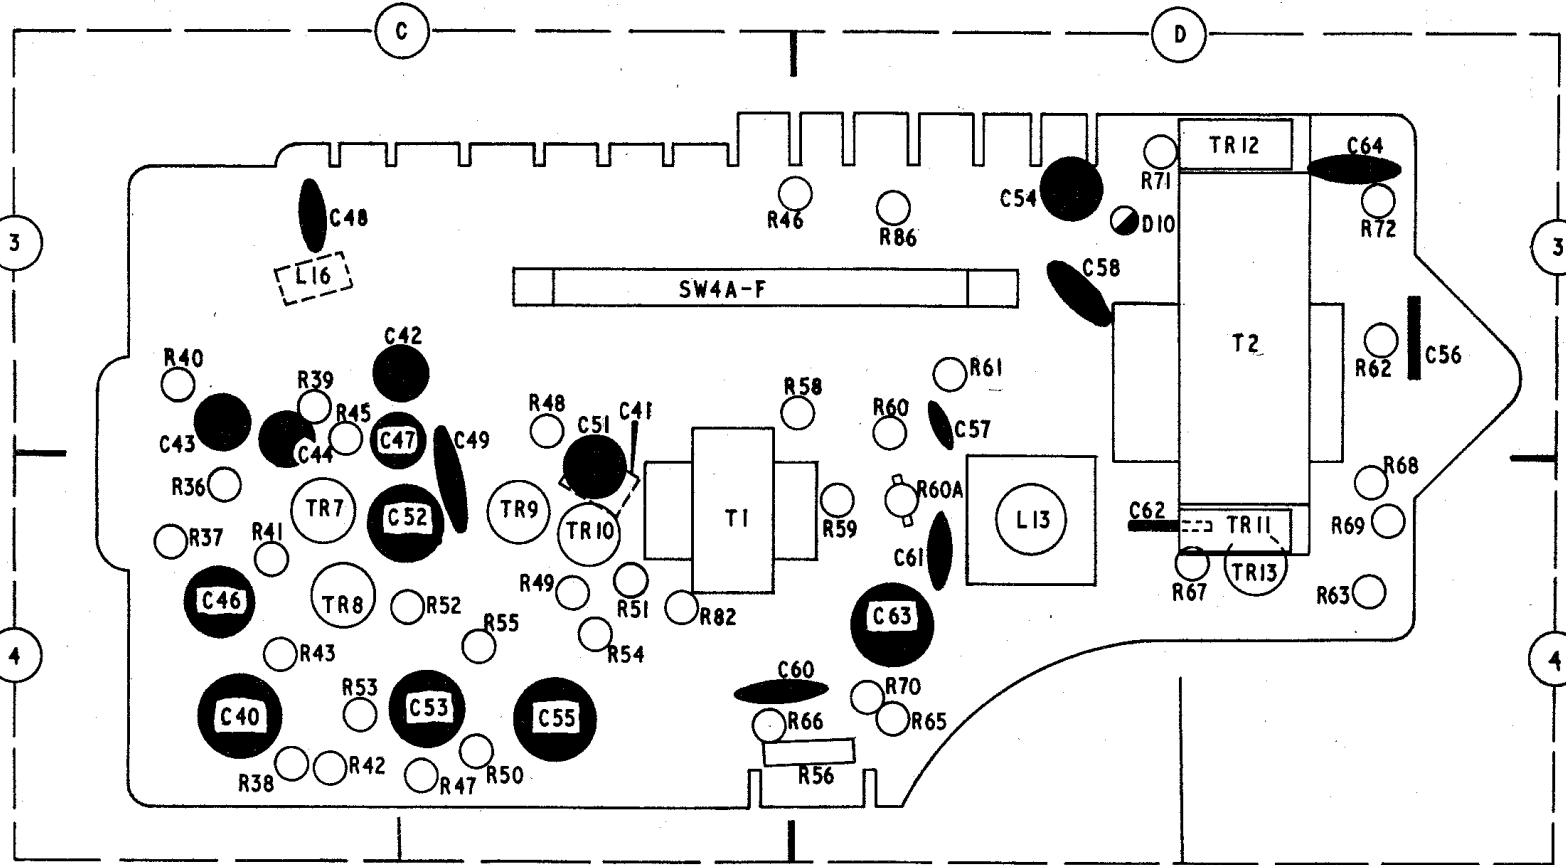 C
D
TR12
C64
R71
C54
R46
R86
D10
R72
C48
3
3
L16
C58
SW4A-F
C42
T2
R40
R39
R61
R62
C56
R45
R48
C51
C41
R58
R60
C43
C44
C47
C49
C57
R36
TR7
C52
TR9
TR10
T1
R59
R60A
L13
C62
TR11
R68
R69
R37
R41
C61
R67
TR13
R63
C46
TR8
R52
R49
R51
R82
C63
R55
R54
R43
4
4
C60
R53
R70
C40
C53
C55
R66
R65
R38
R42
R47
R50
R56